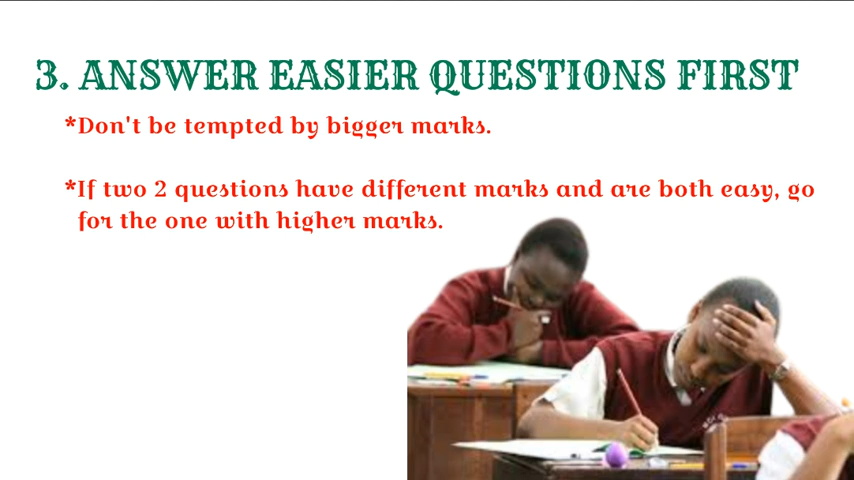 3. ANSWER EASIER QUESTIONS FIRST
*Don't be tempted by bigger marks.
*If two 2 questions have different marks and are both easy, go
for the one with higher marks.